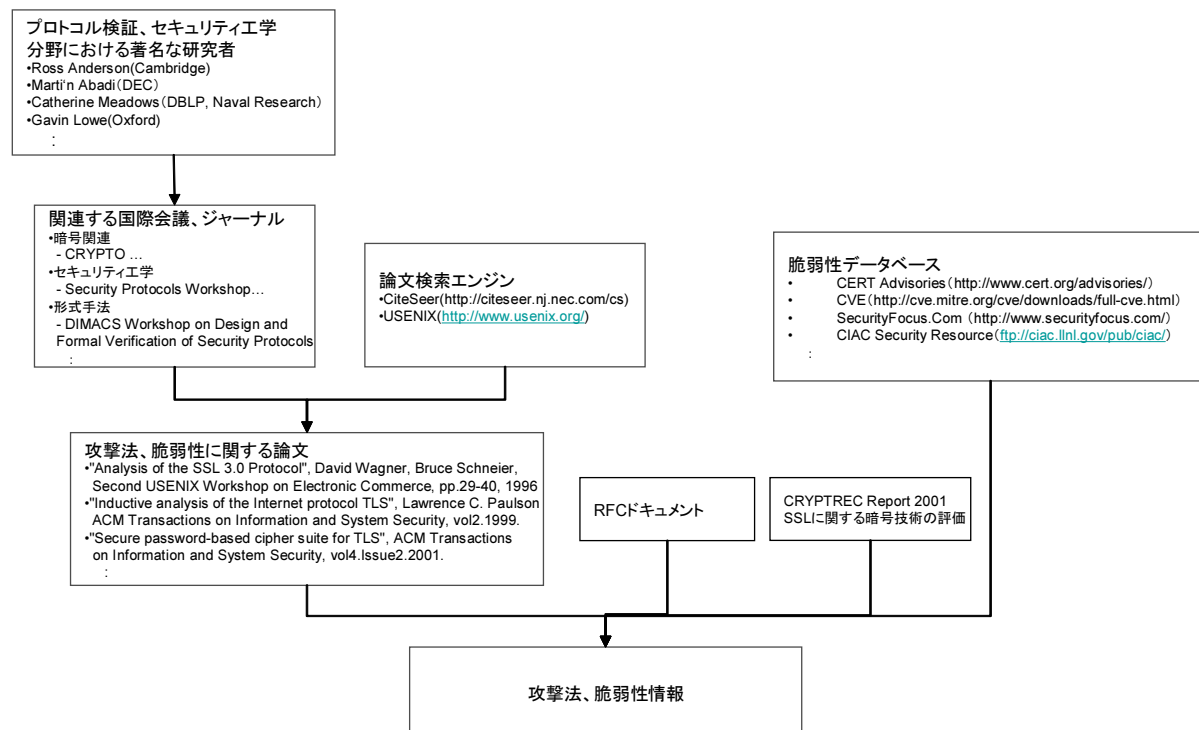 プロトコル検証、セキュリティ工学
分野における著名な研究者
•Ross Anderson(Cambridge)
•Marti‘n Abadi（DEC）
•Catherine Meadows（DBLP, Naval Research）
•Gavin Lowe(Oxford)
：
関連する国際会議、ジャーナル
•暗号関連
- CRYPTO …
•セキュリティ工学
- Security Protocols Workshop…
•形式手法
- DIMACS Workshop on Design and
Formal Verification of Security Protocols
：
論文検索エンジン
•CiteSeer(http://citeseer.nj.nec.com/cs)
•USENIX(http://www.usenix.org/)
脆弱性データベース
• CERT Advisories（http://www.cert.org/advisories/）
• CVE（http://cve.mitre.org/cve/downloads/full-cve.html)
• SecurityFocus.Com （http://www.securityfocus.com/）
• CIAC Security Resource（ftp://ciac.llnl.gov/pub/ciac/）
：
攻撃法、脆弱性に関する論文
•"Analysis of the SSL 3.0 Protocol", David Wagner, Bruce Schneier,
Second USENIX Workshop on Electronic Commerce, pp.29-40, 1996
•"Inductive analysis of the Internet protocol TLS", Lawrence C. Paulson
ACM Transactions on Information and System Security, vol2.1999.
•"Secure password-based cipher suite for TLS", ACM Transactions
on Information and System Security, vol4.Issue2.2001.
：
RFCドキュメント
CRYPTREC Report 2001
SSLに関する暗号技術の評価
攻撃法、脆弱性情報